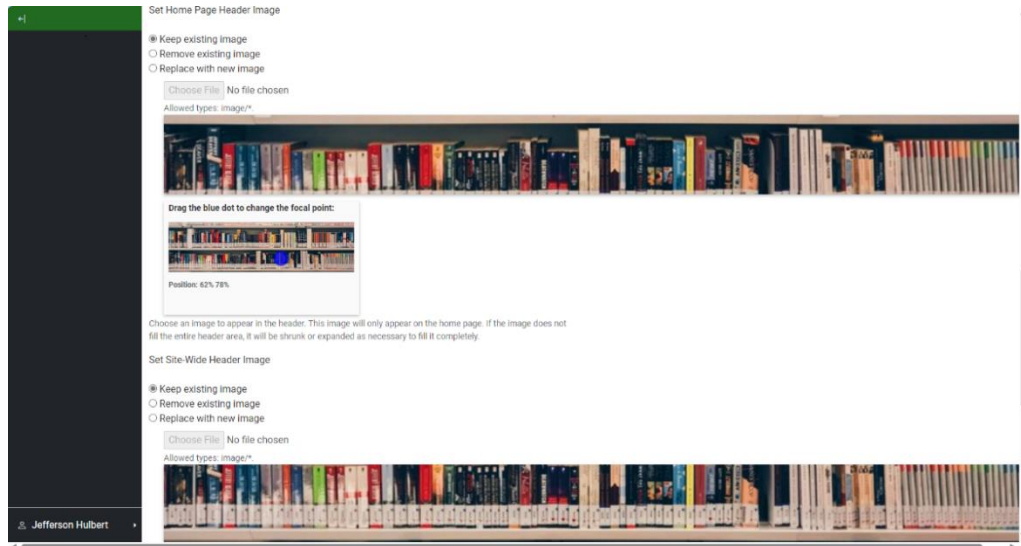 Set Home Page Header Image
Keep existing image
Remove existing image
Replace with new image
Choose File No file chosen
Allowed types: image/*.
Drag the blue dot to change the focal point:
Position: 62% 78%
Choose an image to appear in the header. This image will only appear on the home page. If the image does not
fill the entire header area, it will be shrunk or expanded as necessary to fill it completely.
Set Site-Wide Header Image
Keep existing image
Remove existing image
Replace with new image
Choose File No file chosen
Allowed types: image/*.
Jefferson Hulbert